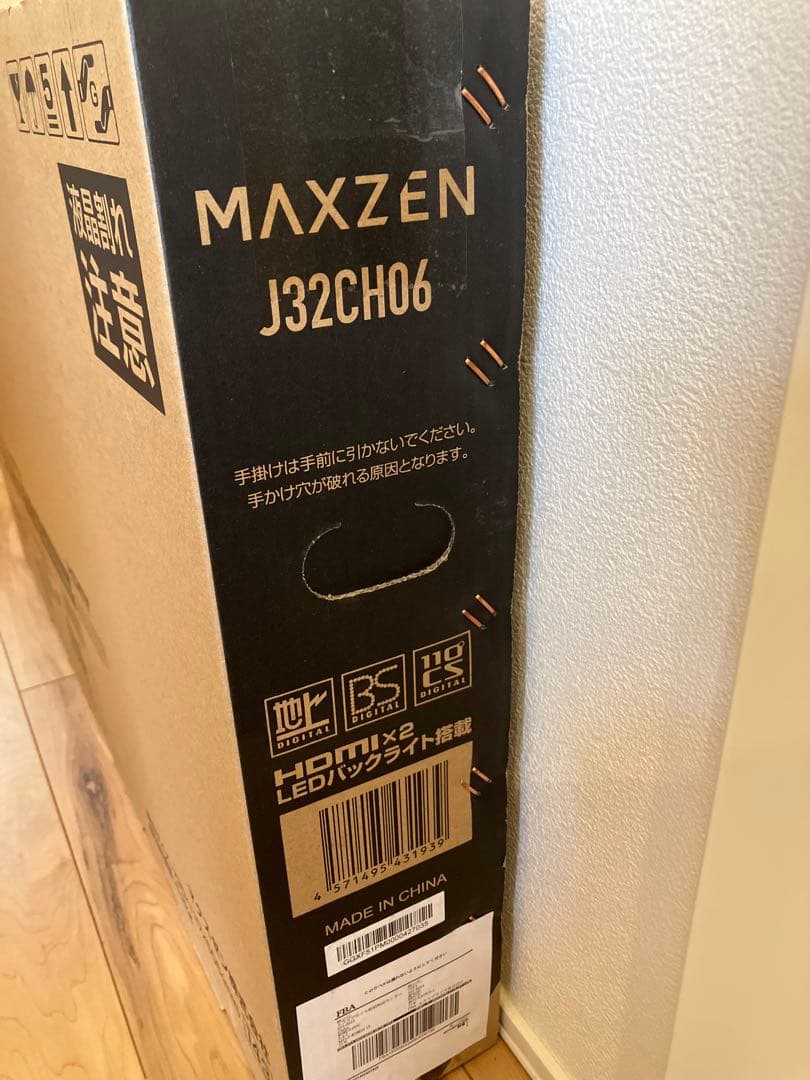 5
G
液晶割れ
注意
MAXZEN
J32CH06
手掛けは手前に引かないでください。
手かけ穴が破れる原因となります。
地上 DIGITAL
BS DIGITAL
110° CS DIGITAL
HDMI×2
LEDバックライト搭載
4 571495 431939
MADE IN CHINA
FBA